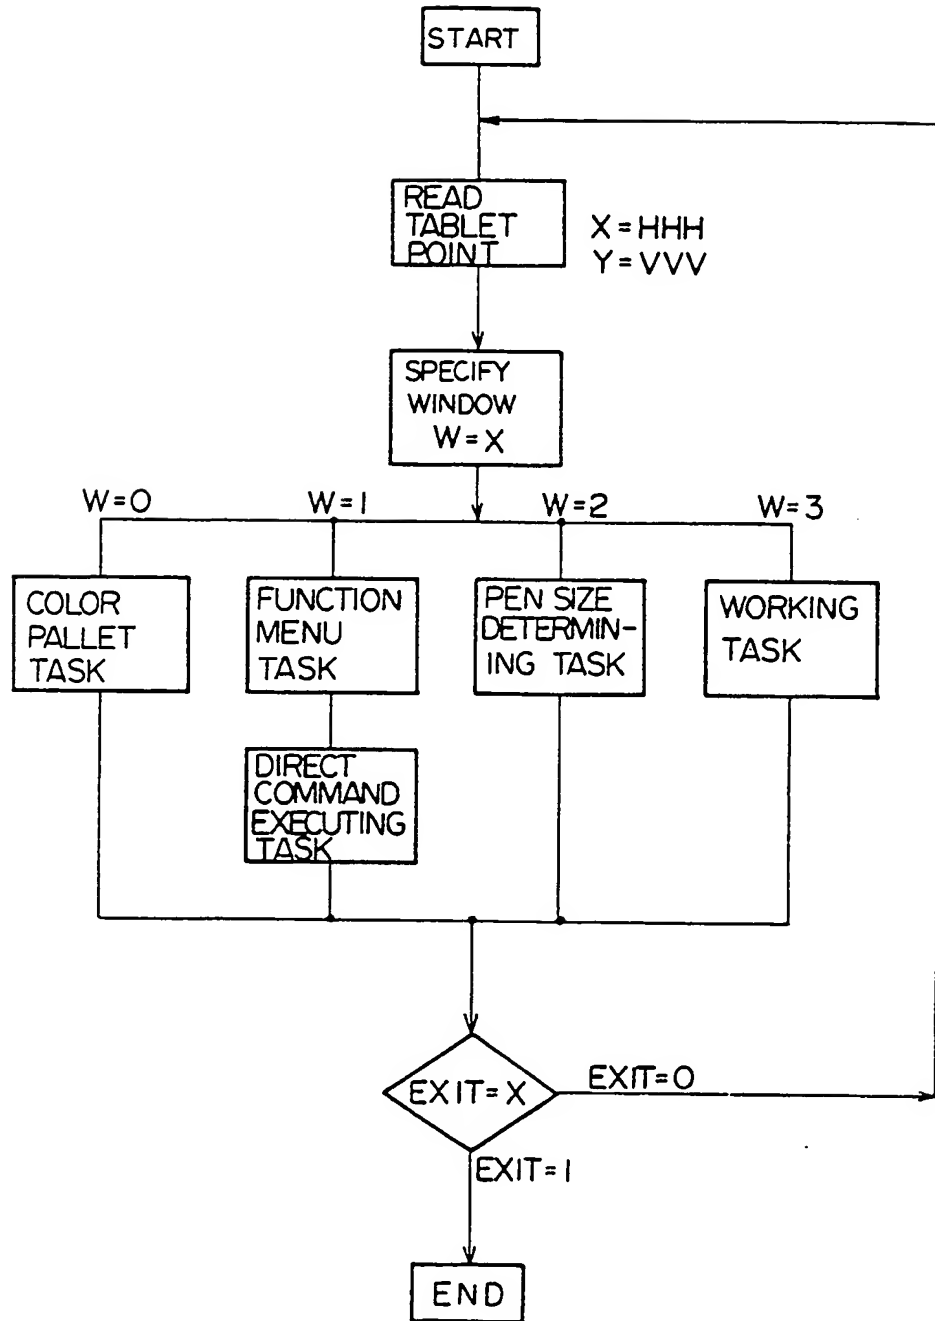 START
READ
TABLET
POINT
X=HHH
Y=VVV
SPECIFY
WINDOW
W=X
W=0
W=1
W=2
W=3
COLOR
PALLET
TASK
FUNCTION
MENU
TASK
PEN SIZE
DETERMIN-
ING TASK
WORKING
TASK
DIRECT
COMMAND
EXECUTING
TASK
EXIT=X
EXIT=0
EXIT=1
END